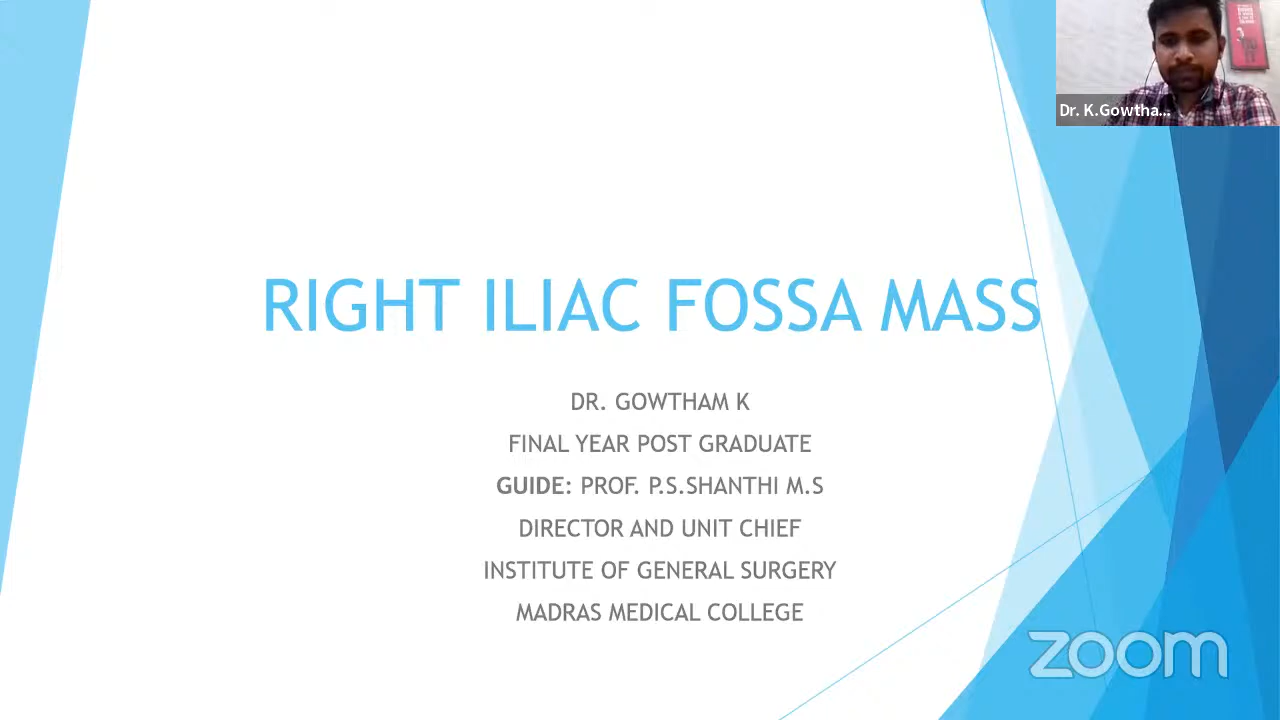 Dr. K.Gowtha...
RIGHT ILIAC FOSSA MASS
DR. GOWTHAM K
FINAL YEAR POST GRADUATE
GUIDE: PROF. P.S.SHANTHI M.S
DIRECTOR AND UNIT CHIEF
INSTITUTE OF GENERAL SURGERY
MADRAS MEDICAL COLLEGE
zoom